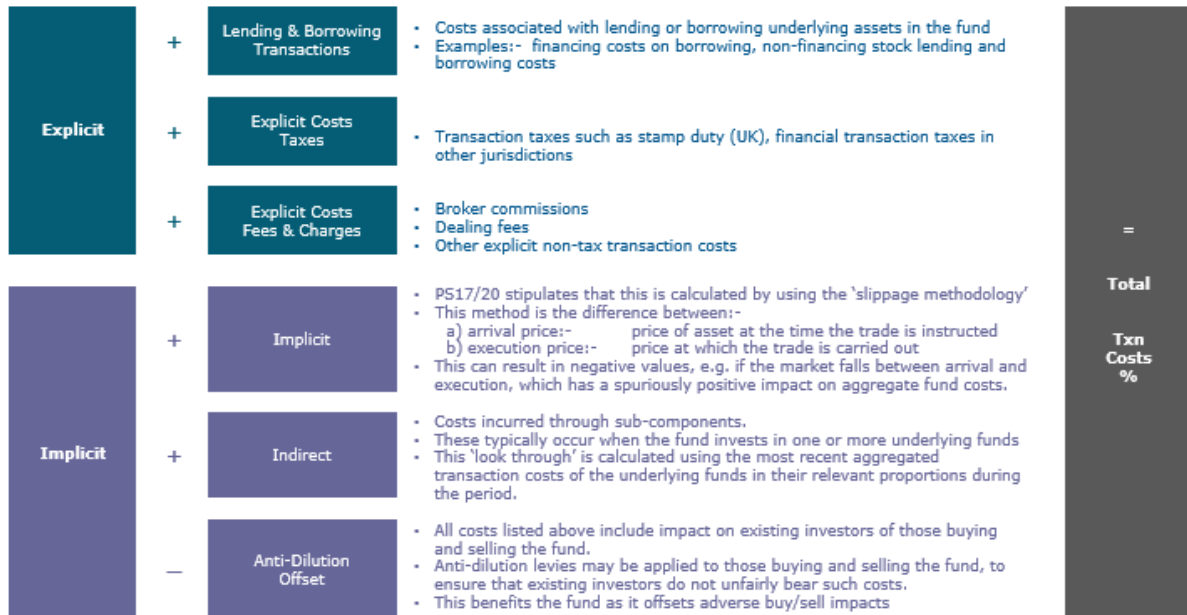 Explicit
+
Lending & Borrowing
Transactions
• Costs associated with lending or borrowing underlying assets in the fund
• Examples:- financing costs on borrowing, non-financing stock lending and
borrowing costs
+
Explicit Costs
Taxes
• Transaction taxes such as stamp duty (UK), financial transaction taxes in
other jurisdictions
+
Explicit Costs
Fees & Charges
• Broker commissions
• Dealing fees
• Other explicit non-tax transaction costs
Implicit
+
Implicit
• PS17/20 stipulates that this is calculated by using the ‘slippage methodology’
• This method is the difference between:-
a) arrival price:- price of asset at the time the trade is instructed
b) execution price:- price at which the trade is carried out
• This can result in negative values, e.g. if the market falls between arrival and
execution, which has a spuriously positive impact on aggregate fund costs.
+
Indirect
• Costs incurred through sub-components.
• These typically occur when the fund invests in one or more underlying funds
• This ‘look through’ is calculated using the most recent aggregated
transaction costs of the underlying funds in their relevant proportions during
the period.
—
Anti-Dilution
Offset
• All costs listed above include impact on existing investors of those buying
and selling the fund.
• Anti-dilution levies may be applied to those buying and selling the fund, to
ensure that existing investors do not unfairly bear such costs.
• This benefits the fund as it offsets adverse buy/sell impacts
=
Total
Txn
Costs
%